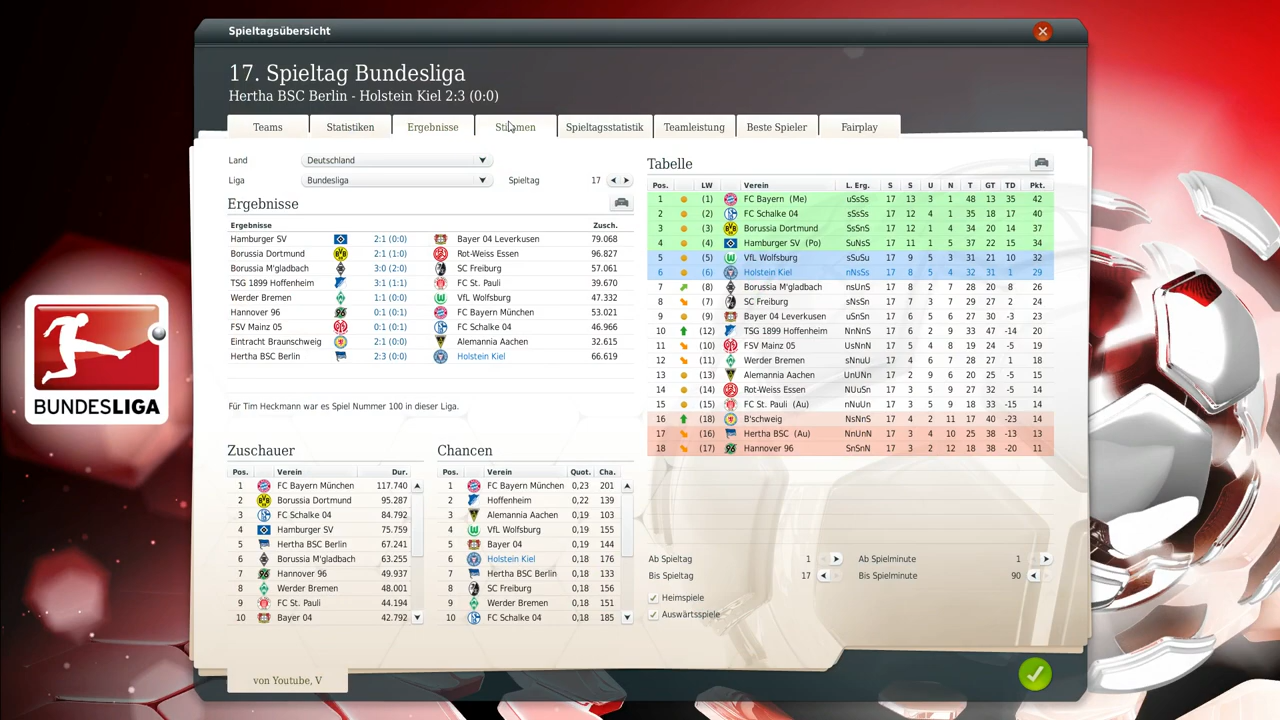 Spieltagsübersicht
17. Spieltag Bundesliga
Hertha BSC Berlin - Holstein Kiel 2:3 (0:0)
Teams Statistiken Ergebnisse Stimmen Spieltagsstatistik Teamleistung Beste Spieler Fairplay
Land Deutschland
Liga Bundesliga Spieltag 17
Ergebnisse
Ergebnisse Zusch.
Hamburger SV 2:1 (0:0) Bayer 04 Leverkusen 79.068
Borussia Dortmund 2:1 (1:0) Rot-Weiss Essen 96.827
Borussia M'gladbach 3:0 (2:0) SC Freiburg 57.061
TSG 1899 Hoffenheim 3:1 (1:1) FC St. Pauli 39.670
Werder Bremen 1:1 (0:0) VfL Wolfsburg 47.332
Hannover 96 0:1 (0:1) FC Bayern München 53.021
FSV Mainz 05 0:1 (0:1) FC Schalke 04 46.966
Eintracht Braunschweig 2:1 (0:0) Alemannia Aachen 32.615
Hertha BSC Berlin 2:3 (0:0) Holstein Kiel 66.619
Für Tim Heckmann war es Spiel Nummer 100 in dieser Liga.
Zuschauer
Pos. Verein Dur.
1 FC Bayern München 117.740
2 Borussia Dortmund 95.287
3 FC Schalke 04 84.792
4 Hamburger SV 75.759
5 Hertha BSC Berlin 67.241
6 Borussia M'gladbach 63.255
7 Hannover 96 49.937
8 Werder Bremen 48.001
9 FC St. Pauli 44.194
10 Bayer 04 42.792
Chancen
Pos. Verein Quot. Cha.
1 FC Bayern München 0,23 201
2 Hoffenheim 0,22 139
3 Alemannia Aachen 0,19 103
4 VfL Wolfsburg 0,19 155
5 Bayer 04 0,19 144
6 Holstein Kiel 0,18 176
7 Hertha BSC Berlin 0,18 133
8 SC Freiburg 0,18 156
9 Werder Bremen 0,18 151
10 FC Schalke 04 0,18 185
Tabelle
Pos. LW Verein L. Erg. S S U N T GT TD Pkt.
1 (1) FC Bayern (Me) uSsSs 17 13 3 1 48 13 35 42
2 (2) FC Schalke 04 sSsSs 17 12 4 1 35 18 17 40
3 (3) Borussia Dortmund SsSnS 17 12 1 4 34 20 14 37
4 (4) Hamburger SV (Po) SuNsS 17 11 1 5 37 22 15 34
5 (5) VfL Wolfsburg sSuSu 17 9 5 3 31 21 10 32
6 (6) Holstein Kiel nNsSs 17 8 5 4 32 31 1 29
7 (8) Borussia M'gladbach nsUnS 17 8 2 7 28 20 8 26
8 (7) SC Freiburg sNsSn 17 7 3 7 29 27 2 24
9 (9) Bayer 04 Leverkusen uSnSn 17 6 5 6 27 30 -3 23
10 (12) TSG 1899 Hoffenheim NnNnS 17 6 2 9 33 47 -14 20
11 (10) FSV Mainz 05 UsNnN 17 5 4 8 19 24 -5 19
12 (11) Werder Bremen sNnuU 17 4 6 7 28 27 1 18
13 (13) Alemannia Aachen UnUNn 17 2 9 6 20 25 -5 15
14 (14) Rot-Weiss Essen NUuSn 17 3 5 9 27 32 -5 14
15 (15) FC St. Pauli (Au) nNuUn 17 3 5 9 18 33 -15 14
16 (18) B'schweig NsNnS 17 4 2 11 17 40 -23 14
17 (16) Hertha BSC (Au) NnUnN 17 3 4 10 25 38 -13 13
18 (17) Hannover 96 SnSnN 17 3 2 12 18 38 -20 11
Ab Spieltag 1 Ab Spielminute 1
Bis Spieltag 17 Bis Spielminute 90
Heimspiele
Auswärtsspiele
von Youtube, V
BUNDESLIGA